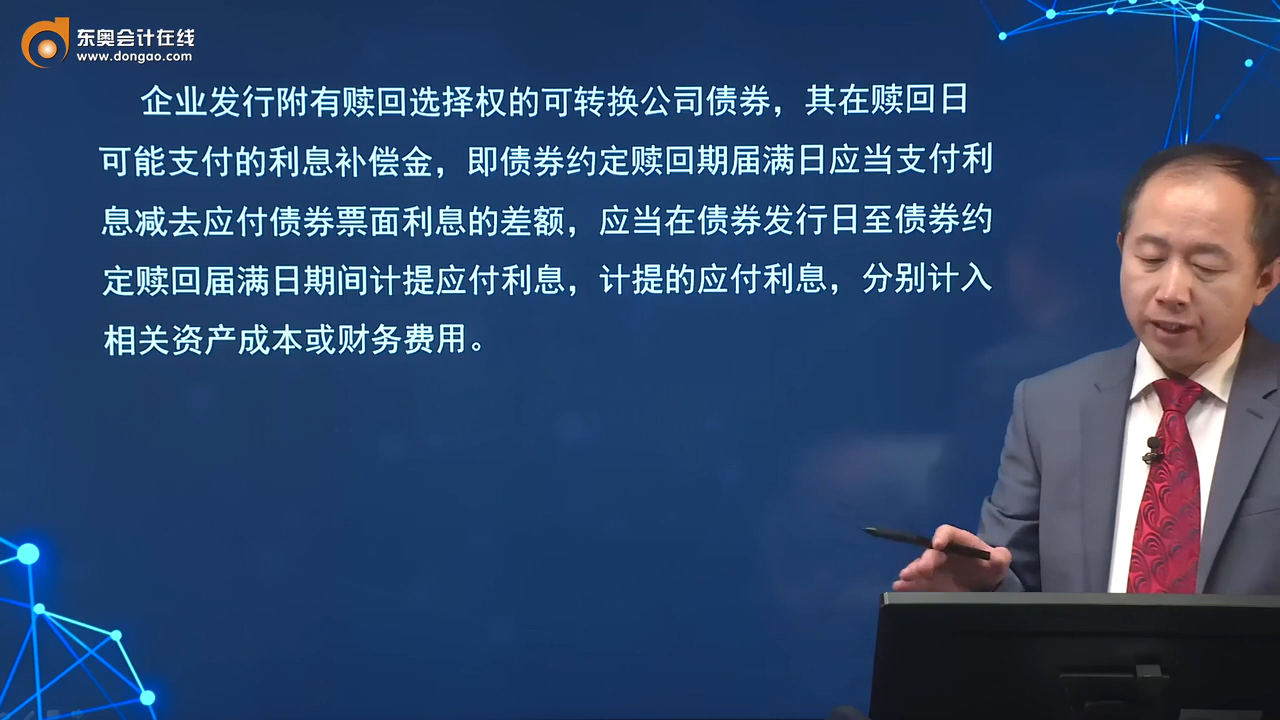 东奥会计在线
www.dongao.com
企业发行附有赎回选择权的可转换公司债券，其在赎回日
可能支付的利息补偿金，即债券约定赎回期届满日应当支付利
息减去应付债券票面利息的差额，应当在债券发行日至债券约
定赎回届满日期间计提应付利息，计提的应付利息，分别计入
相关资产成本或财务费用。